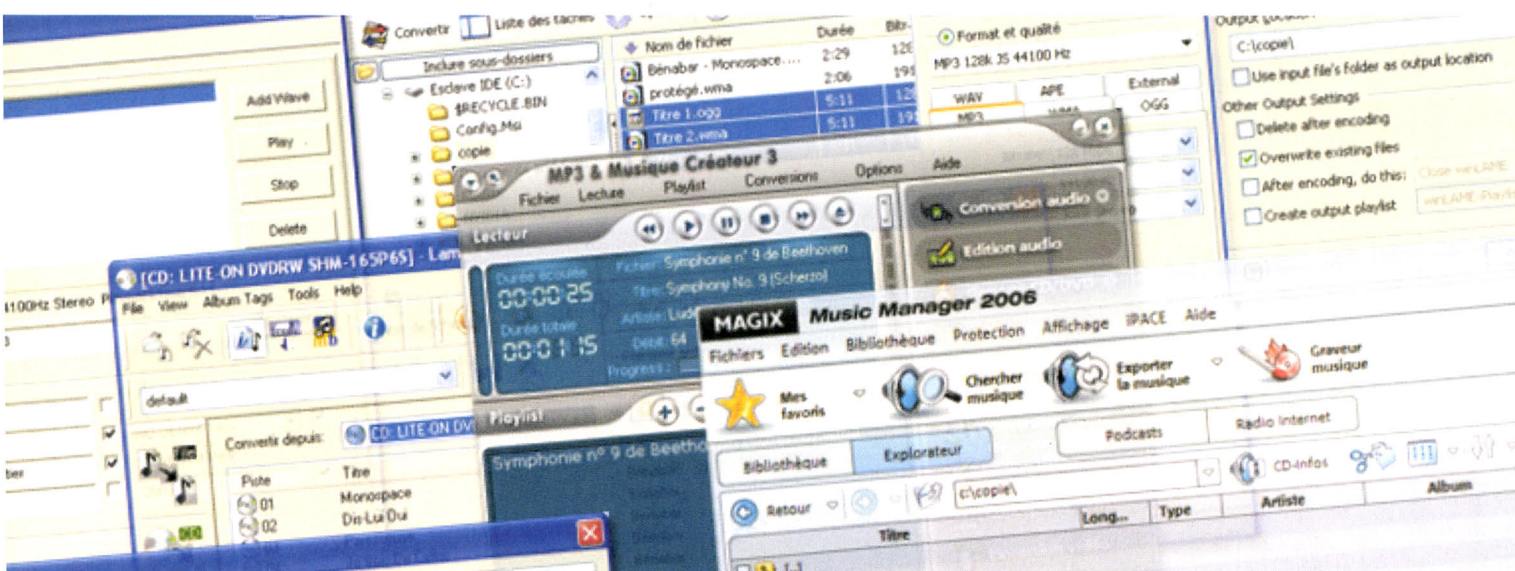 Add Wave
Play
Stop
Delete
Convertir
Liste des tâches
Inclure sous-dossiers
Esclave IDE (C:)
$RECYCLE.BIN
Config.Msi
copie
Nom de fichier Durée
Bénabar - Monospace.... 2:29
protégé.wma 2:06 191
Titre 1.ogg 5:11
Titre 2.wma 5:11
Format et qualité
MP3 128k JS 44100 Hz
WAV APE External
MP3 OGG
C:\copie\
Use input file's folder as output location
Other Output Settings
Delete after encoding
Overwrite existing files
After encoding, do this:
Create output playlist
MP3 & Musique Créateur 3
Fichier Lecture Playlist Conversions Options Aide
Lecteur
Durée écoulée
00:00:25
Durée totale
00:01:15
Fichier: Symphonie n° 9 de Beethoven
Titre: Symphony No. 9 (Scherzo)
Débit: 64
Progress.:
Conversion audio
Edition audio
Playlist
Symphonie n° 9 de Beetho
[CD: LITE-ON DVDRW SHM-165P6S] - Lam
File View Album Tags Tools Help
4100Hz Stereo
default
Convertir depuis: CD: LITE-ON DV
Piste Titre
01 Monospace
02 Dis-Lui Oui
MAGIX Music Manager 2006
Fichiers Edition Bibliothèque Protection Affichage IPACE Aide
Mes favoris
Chercher musique
Exporter la musique
Graveur musique
Bibliothèque Explorateur Podcasts Radio Internet
Retour c:\copie\ CD-Infos
Titre Long... Type Artiste Album
[..]